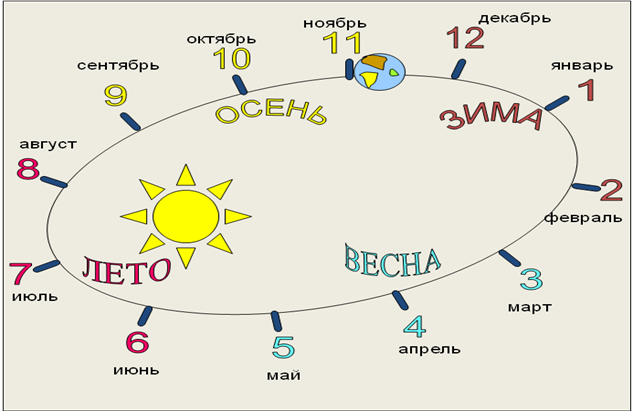 декабрь
12
ноябрь
11
октябрь
10
сентябрь
9
август
8
июль
7
июнь
6
май
5
апрель
4
март
3
февраль
2
январь
1
ОСЕНЬ
ЗИМА
ЛЕТО
ВЕСНА